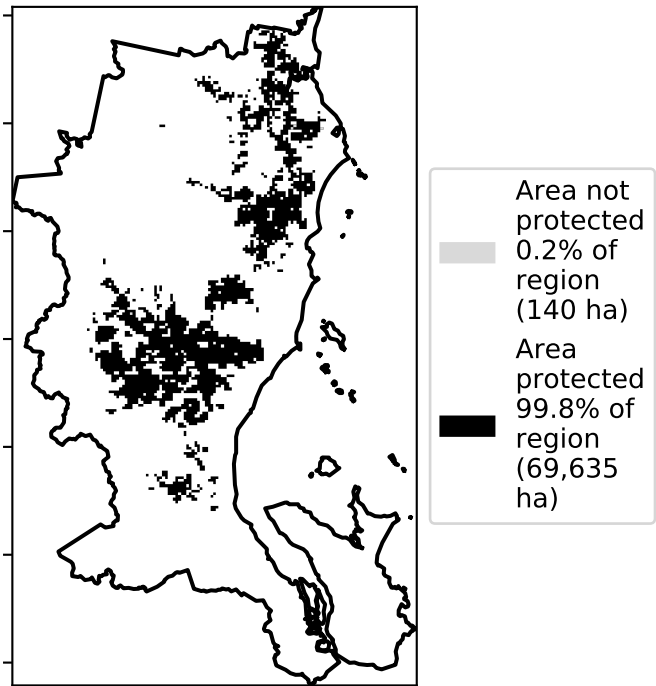 Area not
protected
0.2% of
region
(140 ha)
Area
protected
99.8% of
region
(69,635
ha)